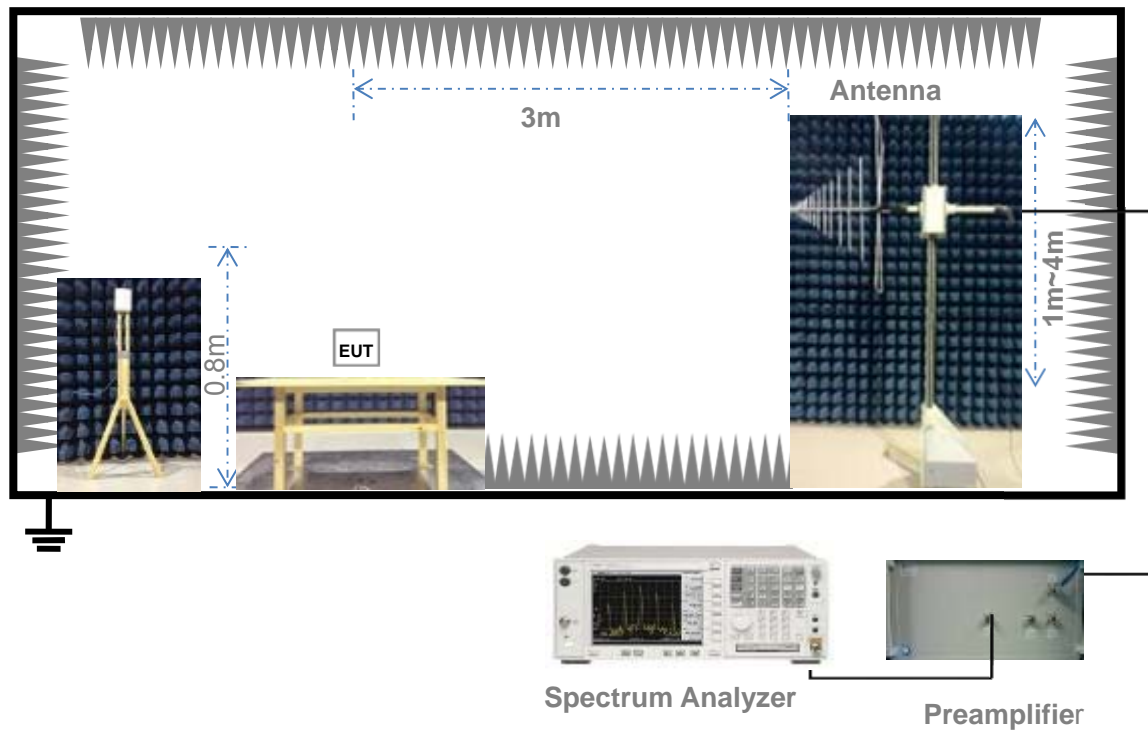 Antenna
3m
1m~4m
0.8m
EUT
Spectrum Analyzer
Preamplifier